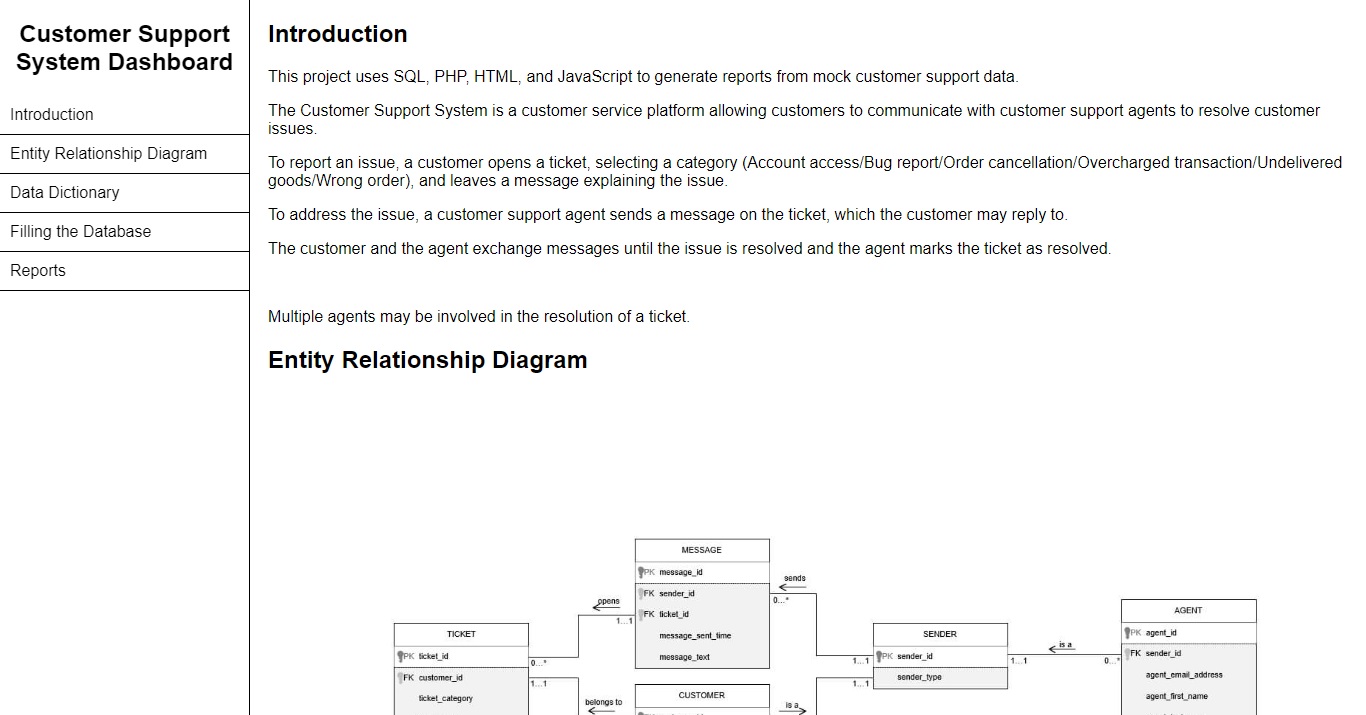 Customer Support
System Dashboard
Introduction
Entity Relationship Diagram
Data Dictionary
Filling the Database
Reports
Introduction
This project uses SQL, PHP, HTML, and JavaScript to generate reports from mock customer support data.
The Customer Support System is a customer service platform allowing customers to communicate with customer support agents to resolve customer
issues.
To report an issue, a customer opens a ticket, selecting a category (Account access/Bug report/Order cancellation/Overcharged transaction/Undelivered
goods/Wrong order), and leaves a message explaining the issue.
To address the issue, a customer support agent sends a message on the ticket, which the customer may reply to.
The customer and the agent exchange messages until the issue is resolved and the agent marks the ticket as resolved.
Multiple agents may be involved in the resolution of a ticket.
Entity Relationship Diagram
MESSAGE
PK message_id
FK sender_id
FK ticket_id
message_sent_time
message_text
opens
1...1
sends
0...*
TICKET
PK ticket_id
FK customer_id
ticket_category
0...*
1...1
belongs to
CUSTOMER
is a
SENDER
PK sender_id
sender_type
1...1
1...1
1...1
is a
0...*
AGENT
PK agent_id
FK sender_id
agent_email_address
agent_first_name